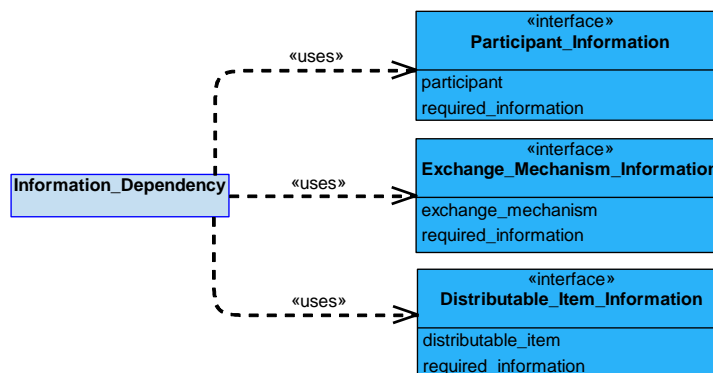 «interface»
Participant_Information
«uses»
participant
required_information
«interface»
Information_Dependency
Exchange_Mechanism_Information
«uses»
exchange_mechanism
required_information
«interface»
Distributable_Item_Information
«uses»
distributable_item
required_information